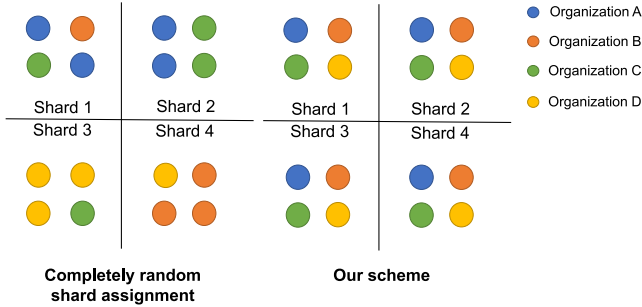 Shard 1
Shard 2
Shard 3
Shard 4
Completely random
shard assignment
Shard 1
Shard 2
Shard 3
Shard 4
Our scheme
Organization A
Organization B
Organization C
Organization D